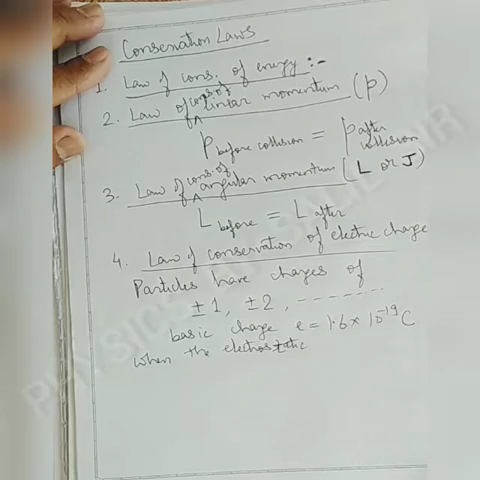 Conservation Laws
1. Law of cons. of energy :-
2. Law of cons. of linear momentum (p)
P before collision = P after collision
3. Law of cons. of angular momentum (L or J)
L before = L after
4. Law of conservation of electric charge
Particles have charges of
±1, ±2, --------
basic charge e = 1.6 × 10⁻¹⁹ C
When the electrostatic